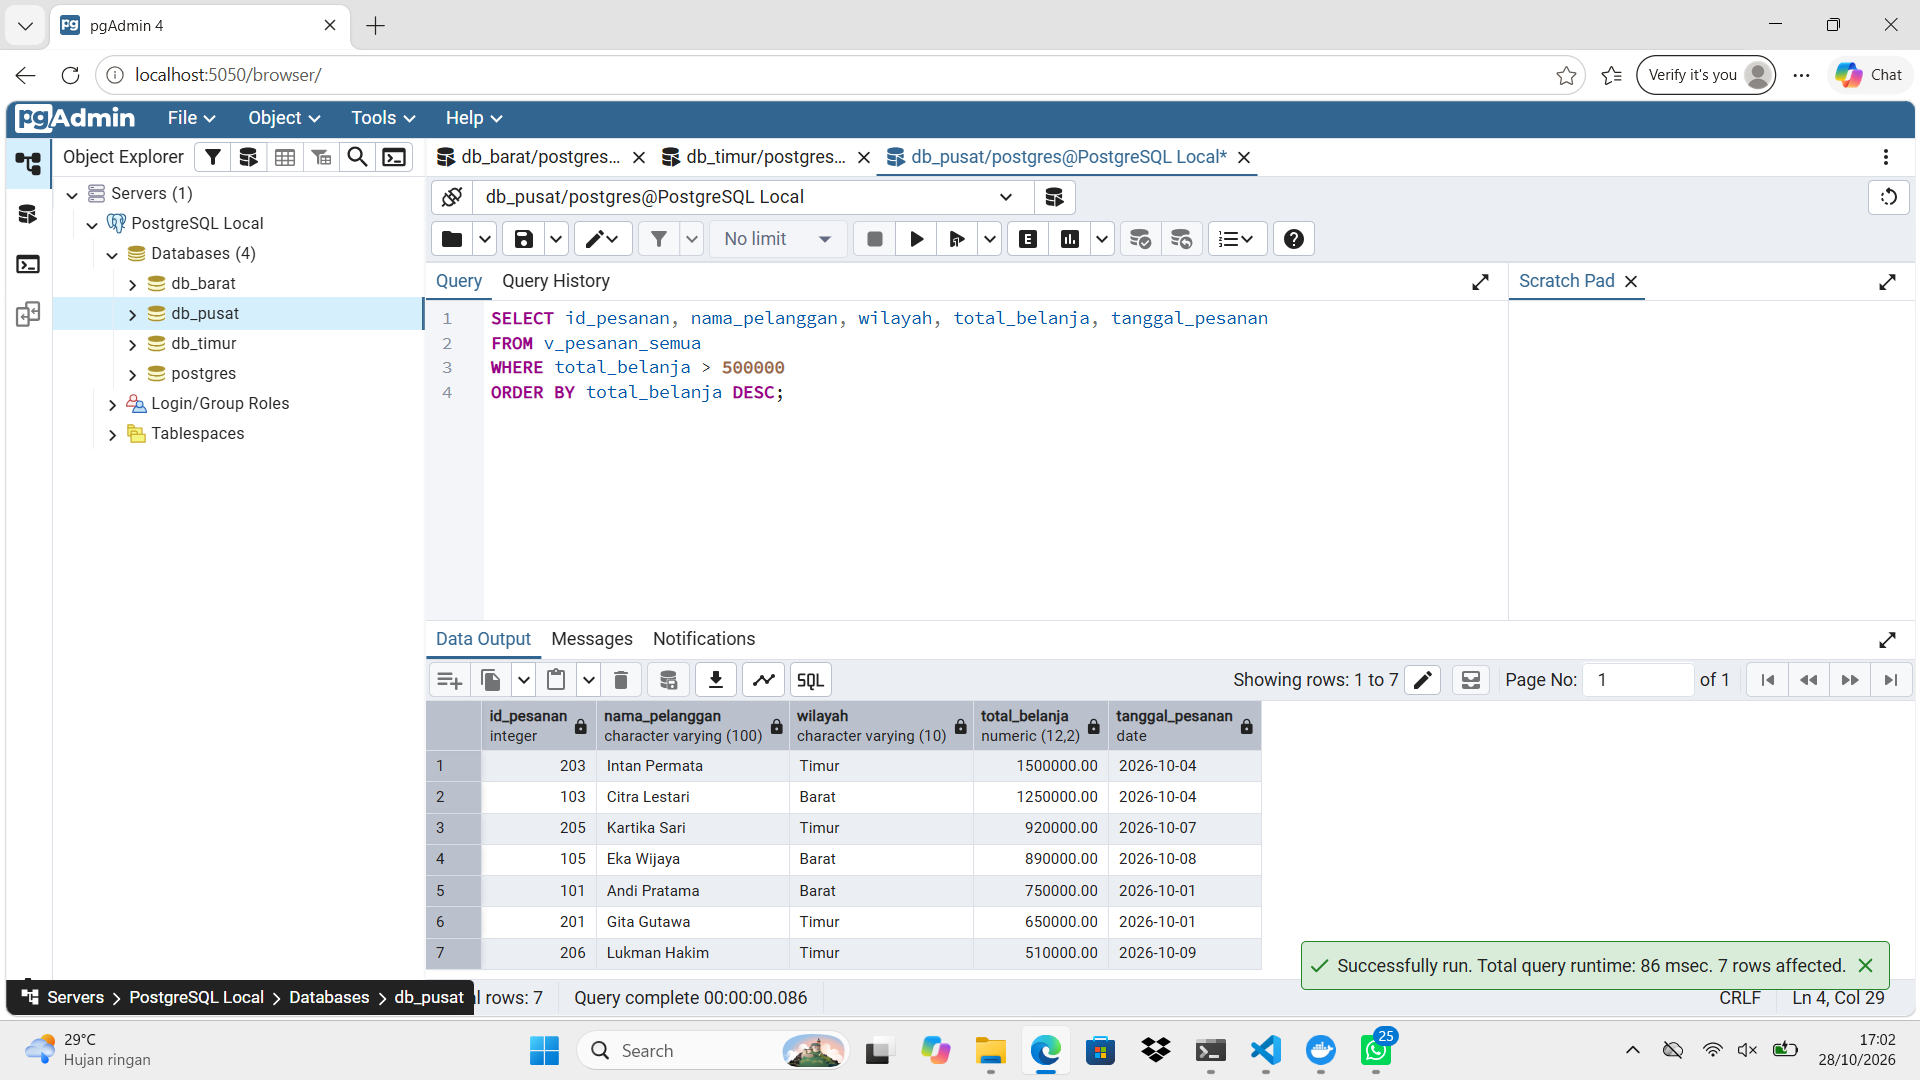 pgAdmin 4
localhost:5050/browser/
Verify it's you
Chat
pgAdmin
File
Object
Tools
Help
Object Explorer
Servers (1)
PostgreSQL Local
Databases (4)
db_barat
db_pusat
db_timur
postgres
Login/Group Roles
Tablespaces
db_barat/postgres...
db_timur/postgres...
db_pusat/postgres@PostgreSQL Local*
db_pusat/postgres@PostgreSQL Local
No limit
E
Query
Query History
Scratch Pad
1 SELECT id_pesanan, nama_pelanggan, wilayah, total_belanja, tanggal_pesanan
2 FROM v_pesanan_semua
3 WHERE total_belanja > 500000
4 ORDER BY total_belanja DESC;
Data Output
Messages
Notifications
SQL
Showing rows: 1 to 7
Page No: 1 of 1
id_pesanan nama_pelanggan wilayah total_belanja tanggal_pesanan
integer character varying (100) character varying (10) numeric (12,2) date
1 203 Intan Permata Timur 1500000.00 2026-10-04
2 103 Citra Lestari Barat 1250000.00 2026-10-04
3 205 Kartika Sari Timur 920000.00 2026-10-07
4 105 Eka Wijaya Barat 890000.00 2026-10-08
5 101 Andi Pratama Barat 750000.00 2026-10-01
6 201 Gita Gutawa Timur 650000.00 2026-10-01
7 206 Lukman Hakim Timur 510000.00 2026-10-09
Successfully run. Total query runtime: 86 msec. 7 rows affected.
Servers > PostgreSQL Local > Databases > db_pusat
l rows: 7
Query complete 00:00:00.086
CRLF
Ln 4, Col 29
29°C
Hujan ringan
Search
25
17:02
28/10/2026